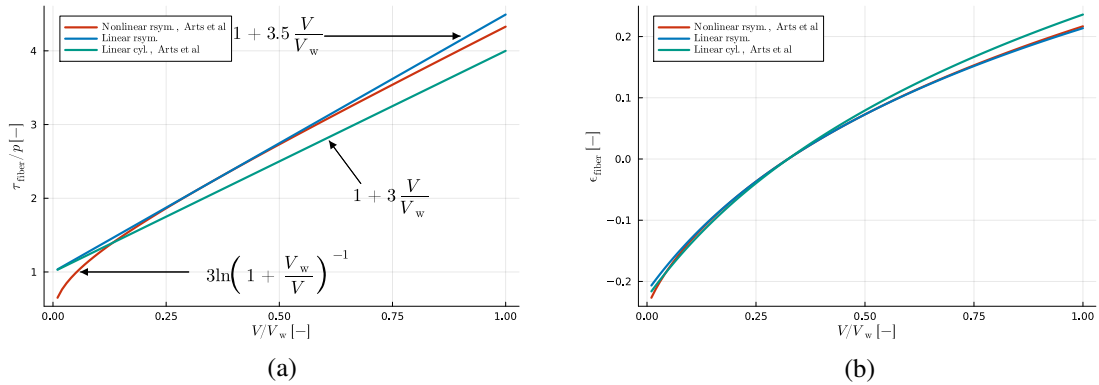 Nonlinear rsym., Arts et al
Linear rsym.
Linear cyl., Arts et al
1 + 3.5 V/V_w
1 + 3 V/V_w
3ln(1 + V_w/V)^{-1}
4
3
2
1
τ_fiber/p [−]
0.00
0.25
0.50
0.75
1.00
V/V_w [−]
(a)
Nonlinear rsym., Arts et al
Linear rsym.
Linear cyl., Arts et al
0.2
0.1
0.0
−0.1
−0.2
ϵ_fiber [−]
0.00
0.25
0.50
0.75
1.00
V/V_w [−]
(b)